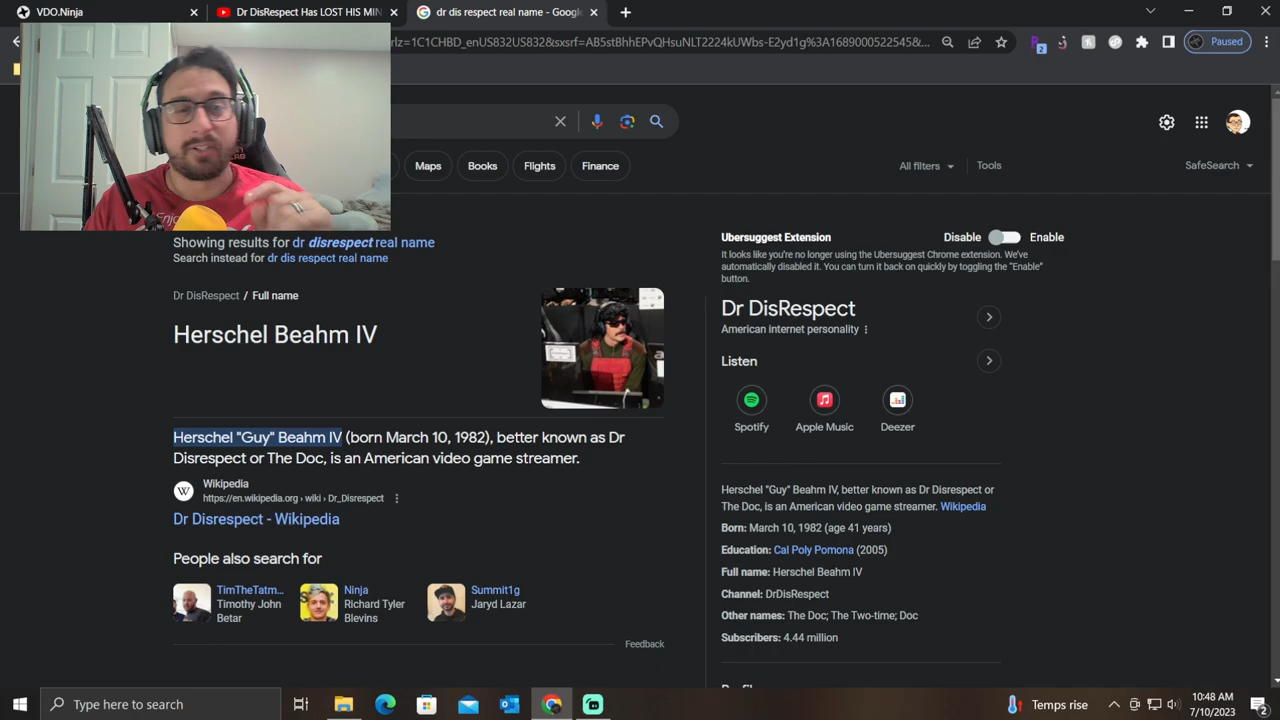 VDO.Ninja
Dr DisRespect Has LOST HIS MIN
dr dis respect real name - Google
rlz=1C1CHBD_enUS832US832&sxsrf=AB5stBhhEPvQHsuNLT2224kUWbs-E2yd1g%3A1689000522545&...
2
Paused
Maps
Books
Flights
Finance
All filters
Tools
SafeSearch
Enjoy
Showing results for dr disrespect real name
Search instead for dr dis respect real name
Dr DisRespect / Full name
Herschel Beahm IV
Herschel "Guy" Beahm IV (born March 10, 1982), better known as Dr
Disrespect or The Doc, is an American video game streamer.
W
Wikipedia
https://en.wikipedia.org › wiki › Dr_Disrespect
Dr Disrespect - Wikipedia
People also search for
TimTheTatm...
Timothy John
Betar
Ninja
Richard Tyler
Blevins
Summit1g
Jaryd Lazar
Feedback
Ubersuggest Extension
Disable
Enable
It looks like you're no longer using the Ubersuggest Chrome extension. We've
automatically disabled it. You can turn it back on quickly by toggling the "Enable"
button.
Dr DisRespect
American internet personality
Listen
Spotify
Apple Music
Deezer
Herschel "Guy" Beahm IV, better known as Dr Disrespect or
The Doc, is an American video game streamer. Wikipedia
Born: March 10, 1982 (age 41 years)
Education: Cal Poly Pomona (2005)
Full name: Herschel Beahm IV
Channel: DrDisRespect
Other names: The Doc; The Two-time; Doc
Subscribers: 4.44 million
Type here to search
Temps rise
10:48 AM
7/10/2023
2